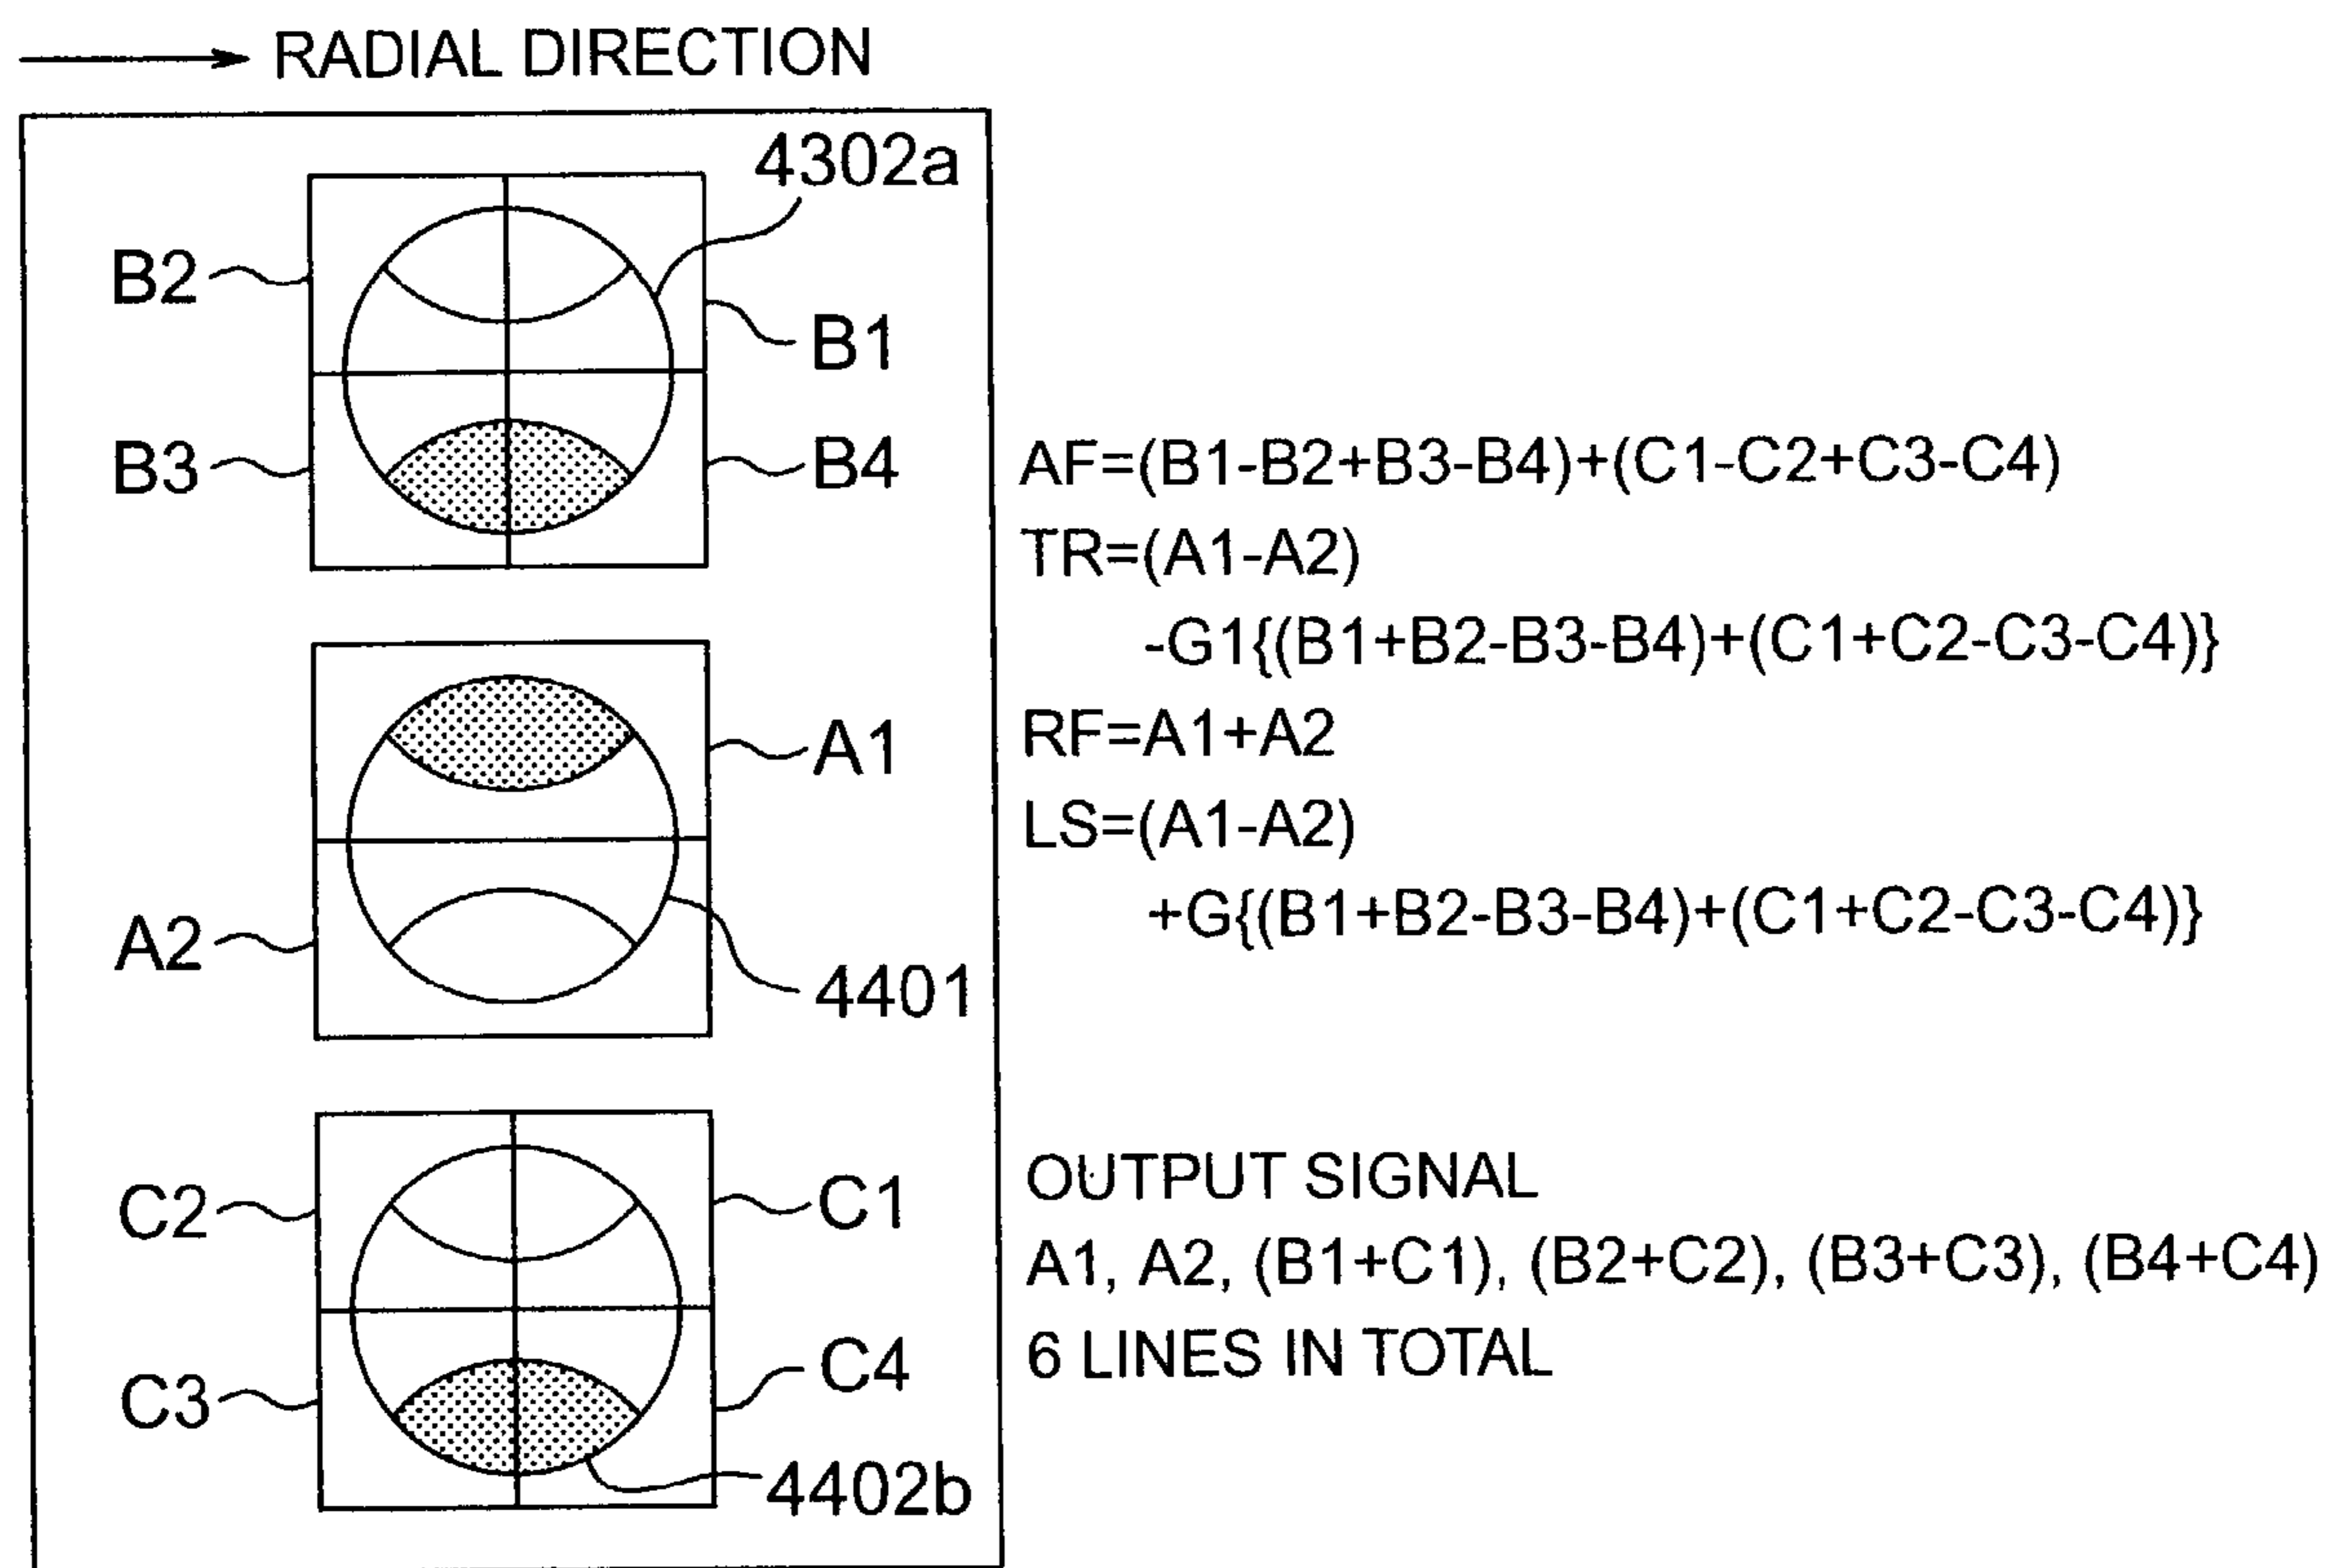 RADIAL DIRECTION
4302a
B2
B1
B3
B4
A1
A2
4401
C2
C1
C3
C4
4402b
AF=(B1-B2+B3-B4)+(C1-C2+C3-C4)
TR=(A1-A2)
-G1{(B1+B2-B3-B4)+(C1+C2-C3-C4)}
RF=A1+A2
LS=(A1-A2)
+G{(B1+B2-B3-B4)+(C1+C2-C3-C4)}
OUTPUT SIGNAL
A1, A2, (B1+C1), (B2+C2), (B3+C3), (B4+C4)
6 LINES IN TOTAL